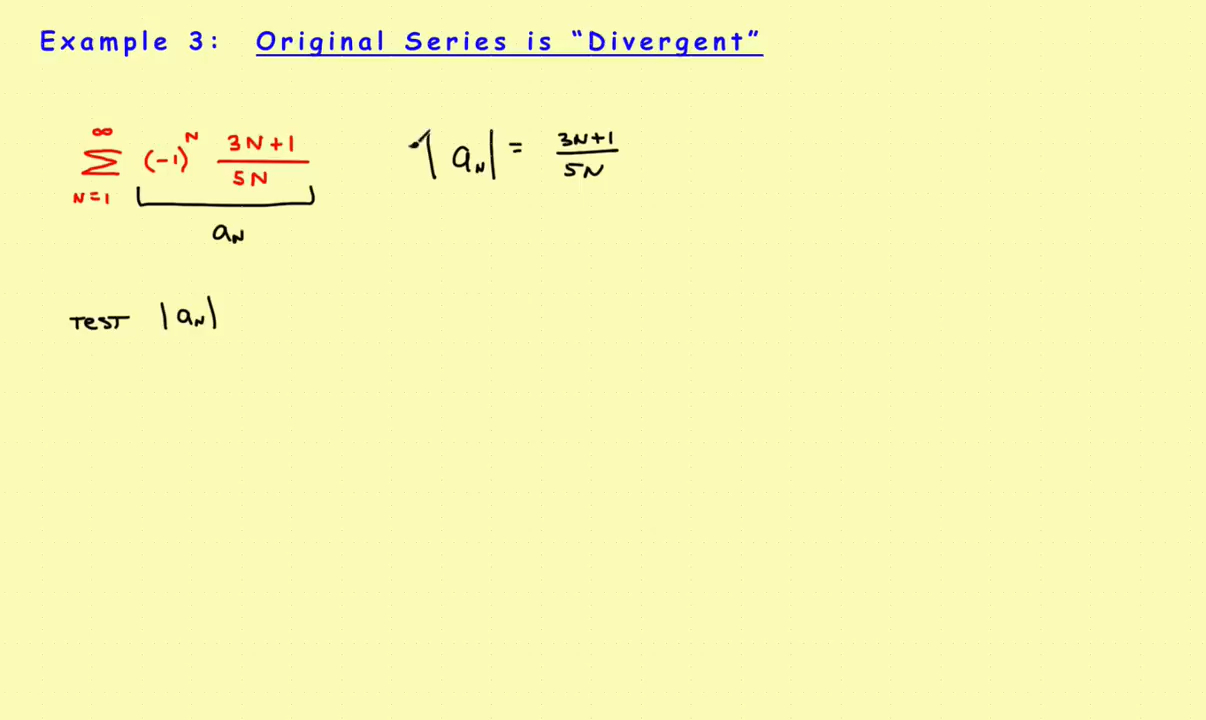 Example 3: Original Series is “Divergent”
∞
∑ (-1)^N (3N+1)/(5N)
N=1
a_N
|a_N| = (3N+1)/(5N)
TEST |a_N|